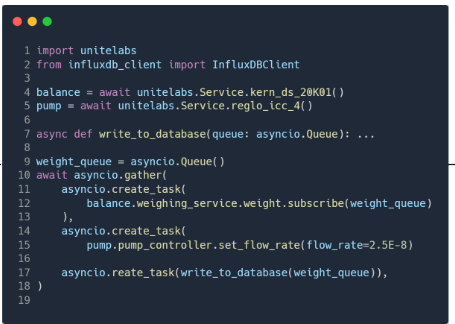 1 import unitelabs
2 from influxdb_client import InfluxDBClient
3
4 balance = await unitelabs.Service.kern_ds_20K01()
5 pump = await unitelabs.Service.reglo_icc_4()
6
7 async def write_to_database(queue: asyncio.Queue): ...
8
9 weight_queue = asyncio.Queue()
10 await asyncio.gather(
11     asyncio.create_task(
12         balance.weighing_service.weight.subscribe(weight_queue)
13     ),
14     asyncio.create_task(
15         pump.pump_controller.set_flow_rate(flow_rate=2.5E-8)
16
17     asyncio.reate_task(write_to_database(weight_queue)),
18 )
19